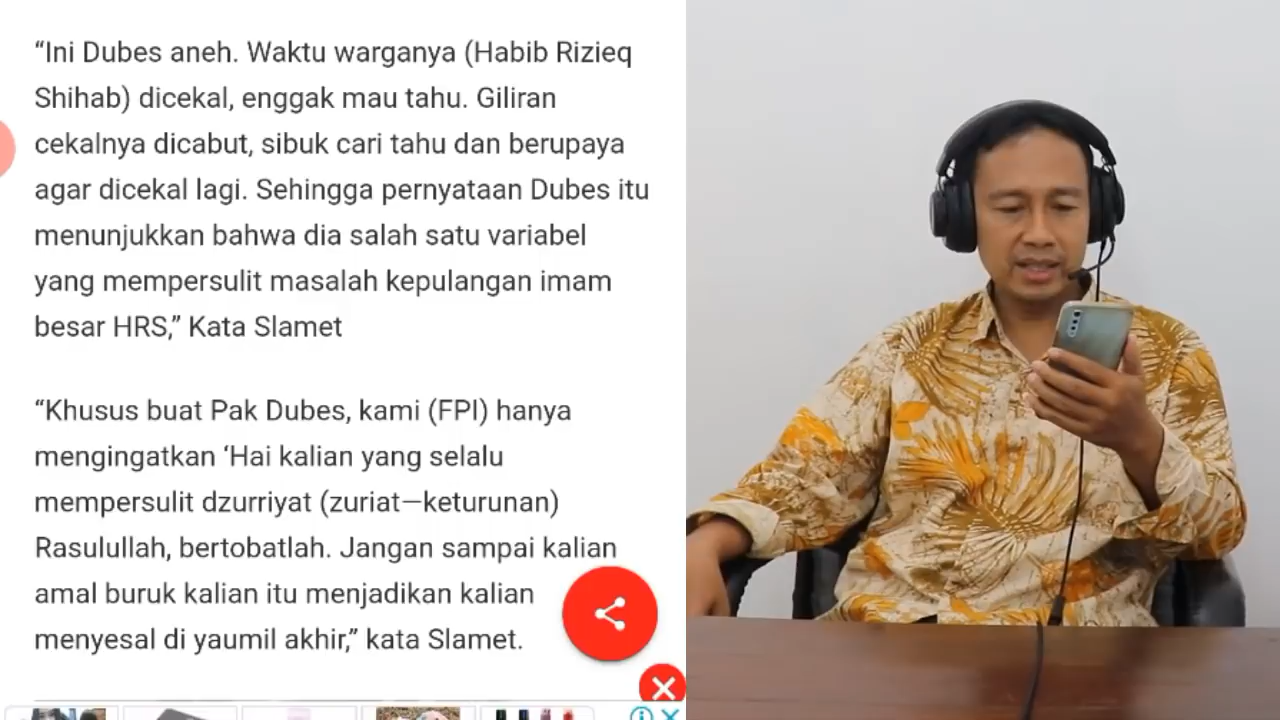 “Ini Dubes aneh. Waktu warganya (Habib Rizieq
Shihab) dicekal, enggak mau tahu. Giliran
cekalnya dicabut, sibuk cari tahu dan berupaya
agar dicekal lagi. Sehingga pernyataan Dubes itu
menunjukkan bahwa dia salah satu variabel
yang mempersulit masalah kepulangan imam
besar HRS,” Kata Slamet
“Khusus buat Pak Dubes, kami (FPI) hanya
mengingatkan ‘Hai kalian yang selalu
mempersulit dzurriyat (zuriat—keturunan)
Rasulullah, bertobatlah. Jangan sampai kalian
amal buruk kalian itu menjadikan kalian
menyesal di yaumil akhir,” kata Slamet.